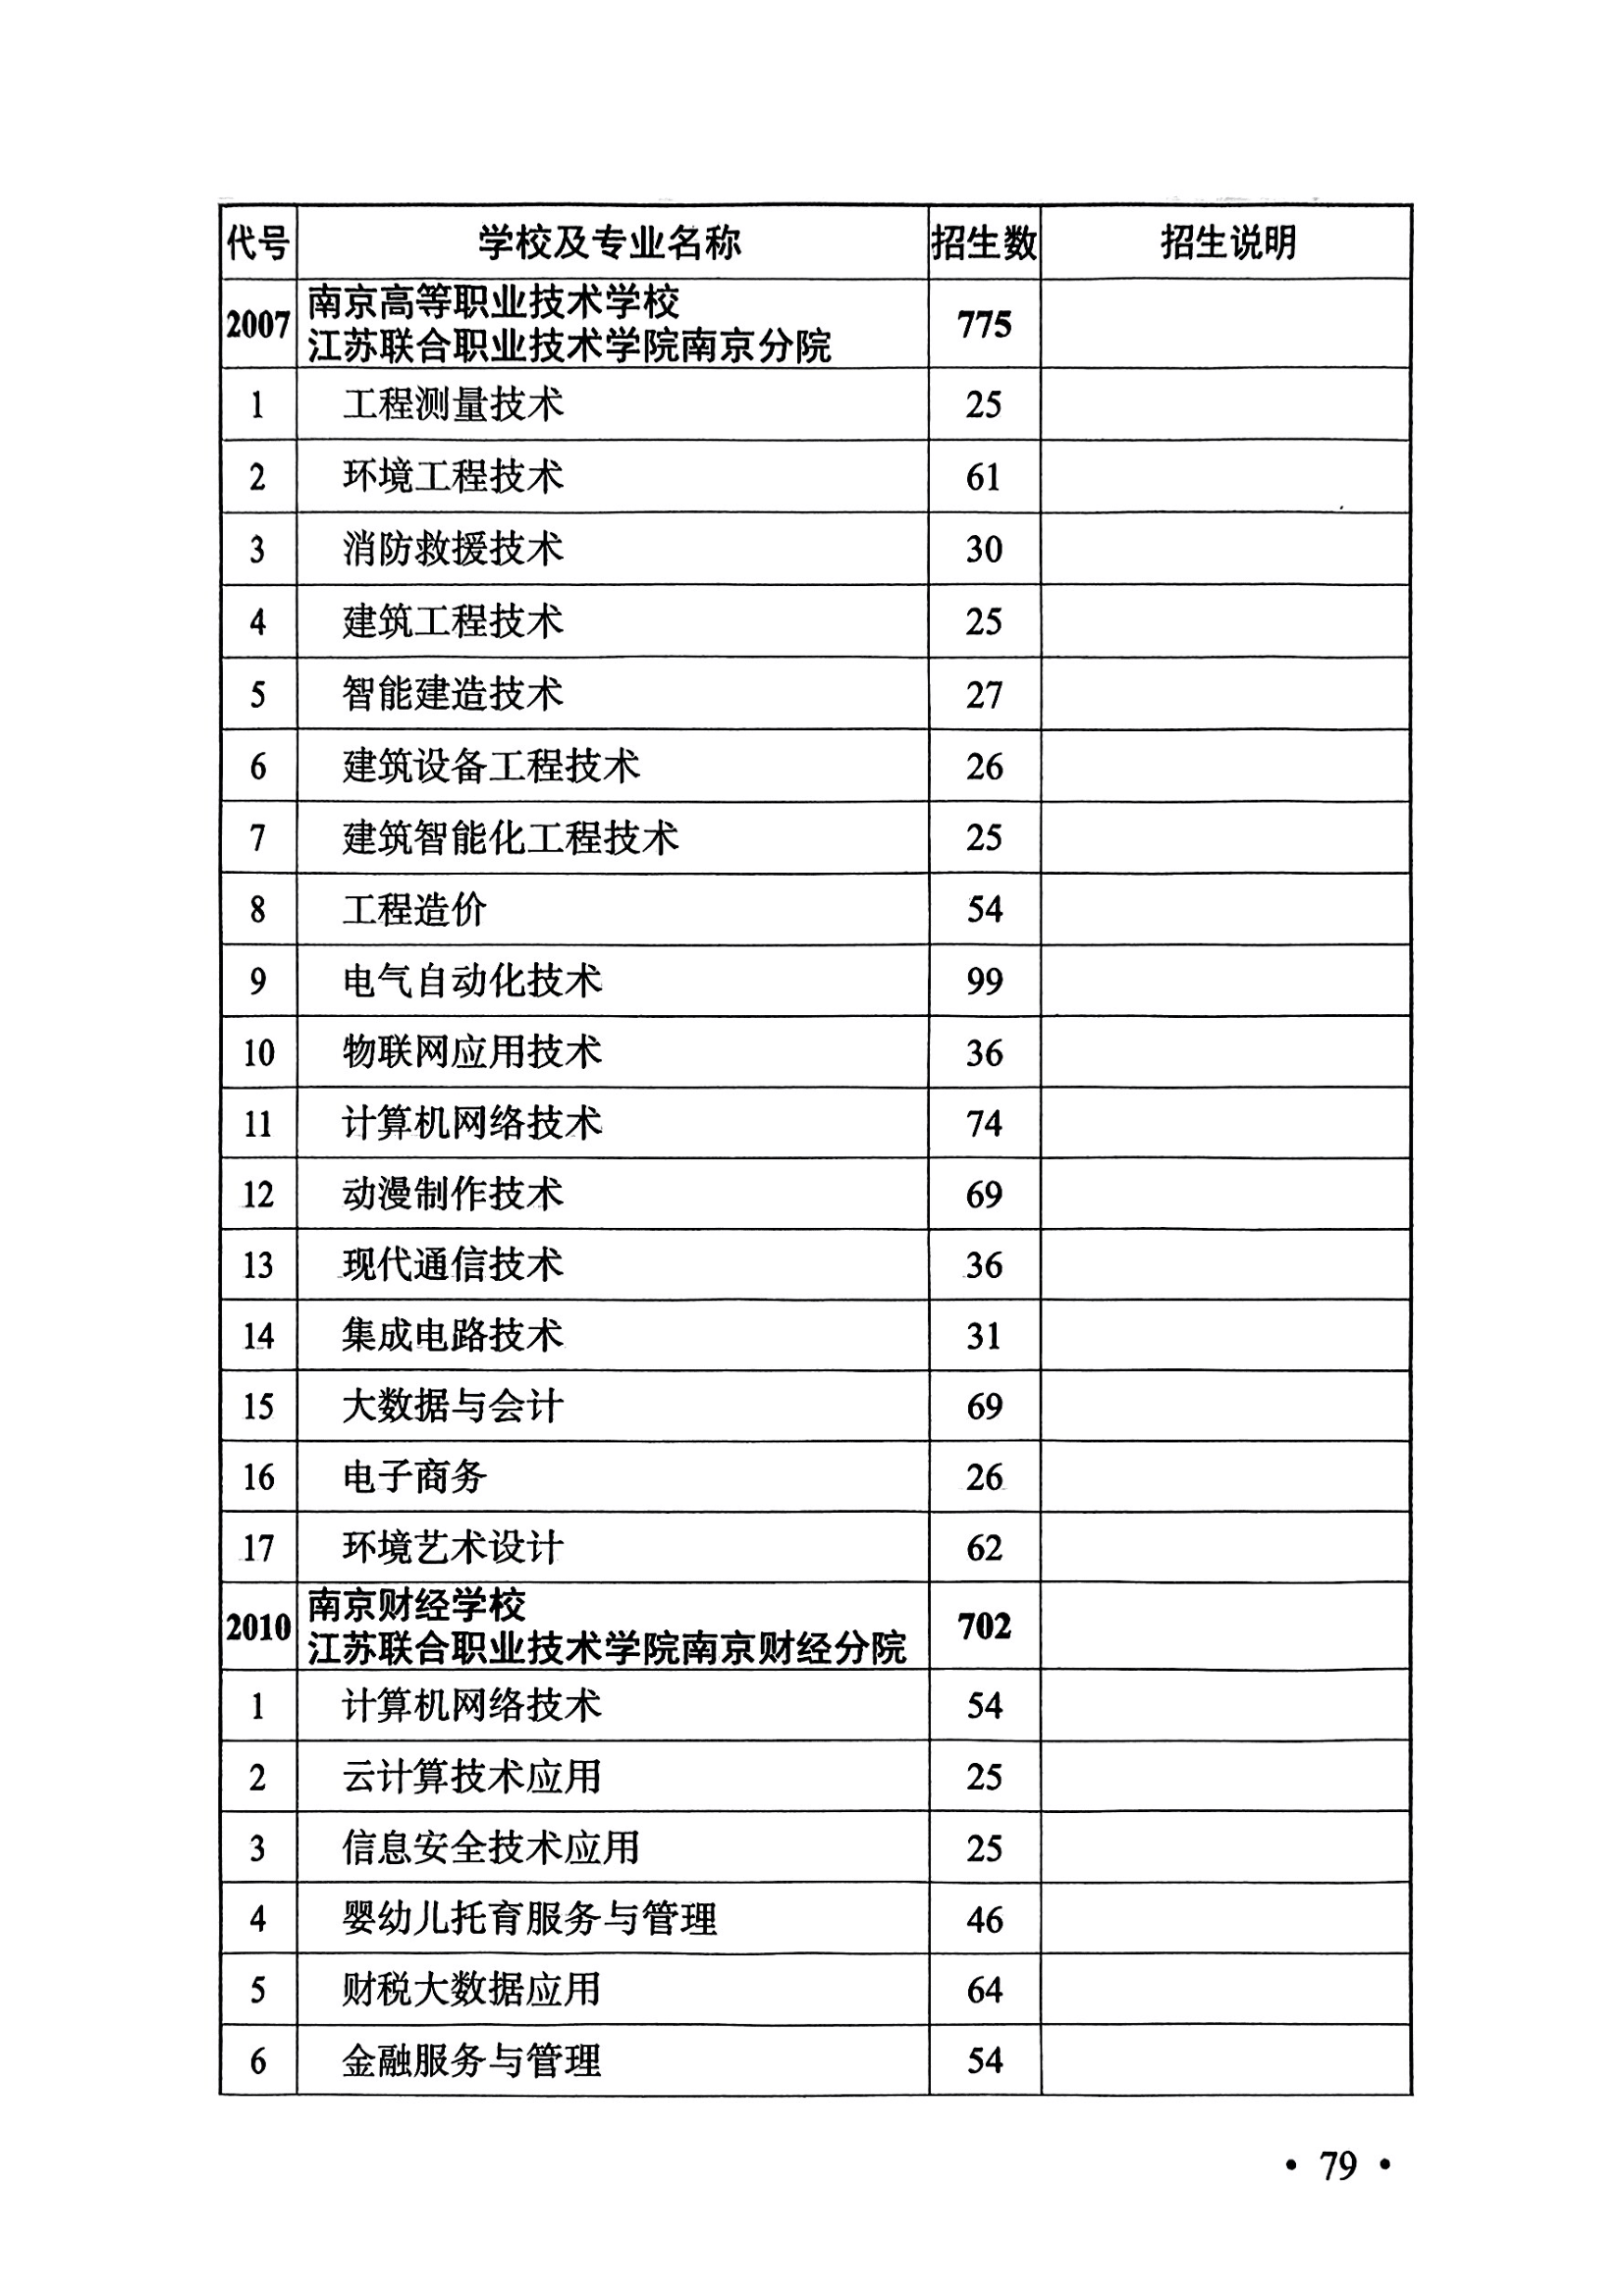 代号 学校及专业名称 招生数 招生说明
2007 南京高等职业技术学校 775
江苏联合职业技术学院南京分院
1 工程测量技术 25
2 环境工程技术 61
3 消防救援技术 30
4 建筑工程技术 25
5 智能建造技术 27
6 建筑设备工程技术 26
7 建筑智能化工程技术 25
8 工程造价 54
9 电气自动化技术 99
10 物联网应用技术 36
11 计算机网络技术 74
12 动漫制作技术 69
13 现代通信技术 36
14 集成电路技术 31
15 大数据与会计 69
16 电子商务 26
17 环境艺术设计 62
2010 南京财经学校 702
江苏联合职业技术学院南京财经分院
1 计算机网络技术 54
2 云计算技术应用 25
3 信息安全技术应用 25
4 婴幼儿托育服务与管理 46
5 财税大数据应用 64
6 金融服务与管理 54
• 79 •